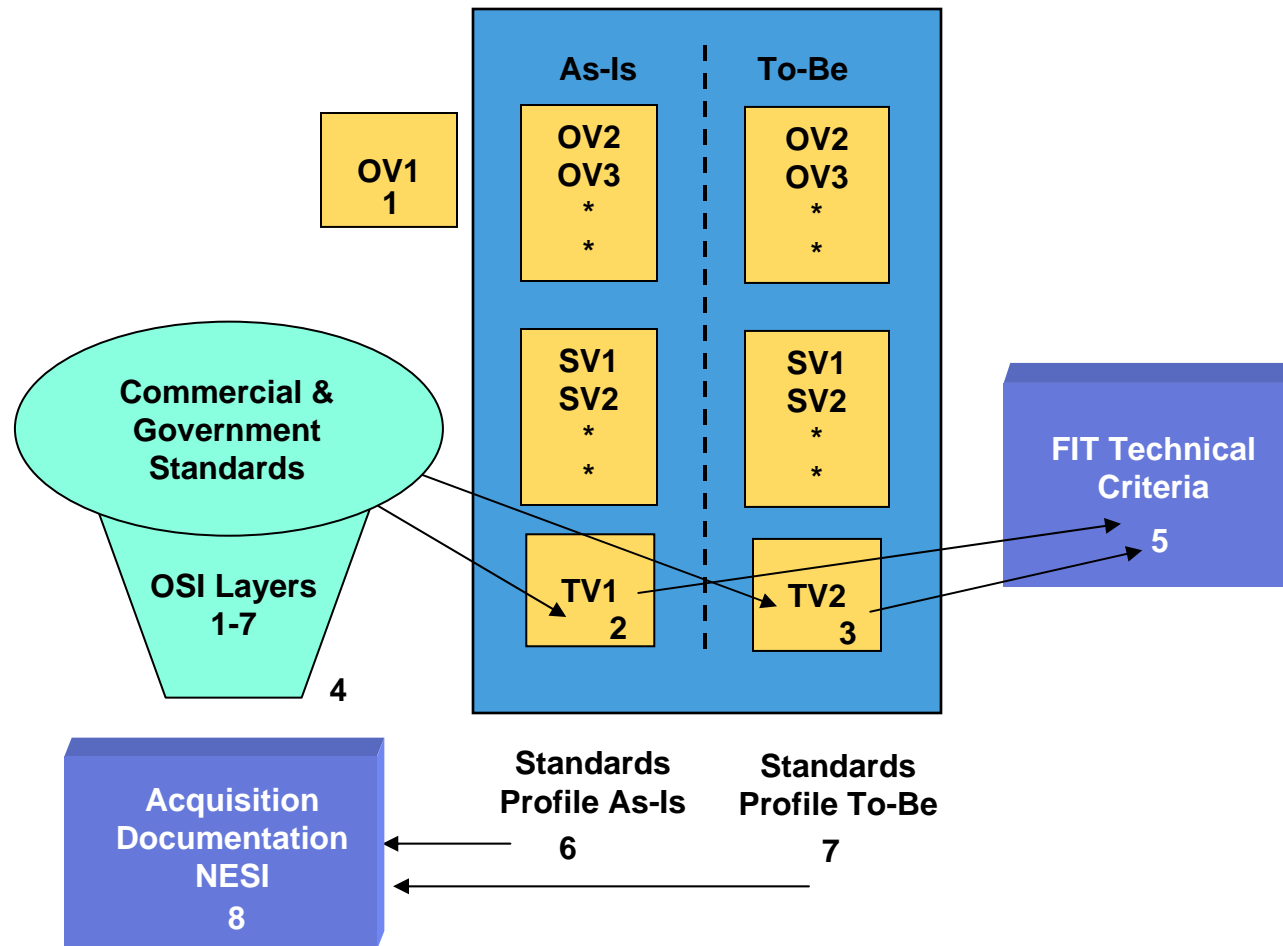 As-Is
To-Be
OV1
1
OV2
OV3
*
*
OV2
OV3
*
*
Commercial &
Government
Standards
OSI Layers
1-7
4
SV1
SV2
*
*
SV1
SV2
*
*
TV1
2
TV2
3
FIT Technical
Criteria
5
Standards
Profile As-Is
6
Standards
Profile To-Be
7
Acquisition
Documentation
NESI
8